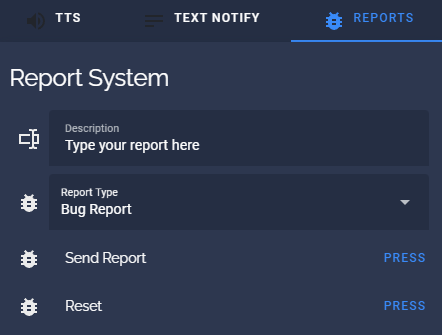 TTS
TEXT NOTIFY
REPORTS
Report System
Description
Type your report here
Report Type
Bug Report
Send Report PRESS
Reset PRESS